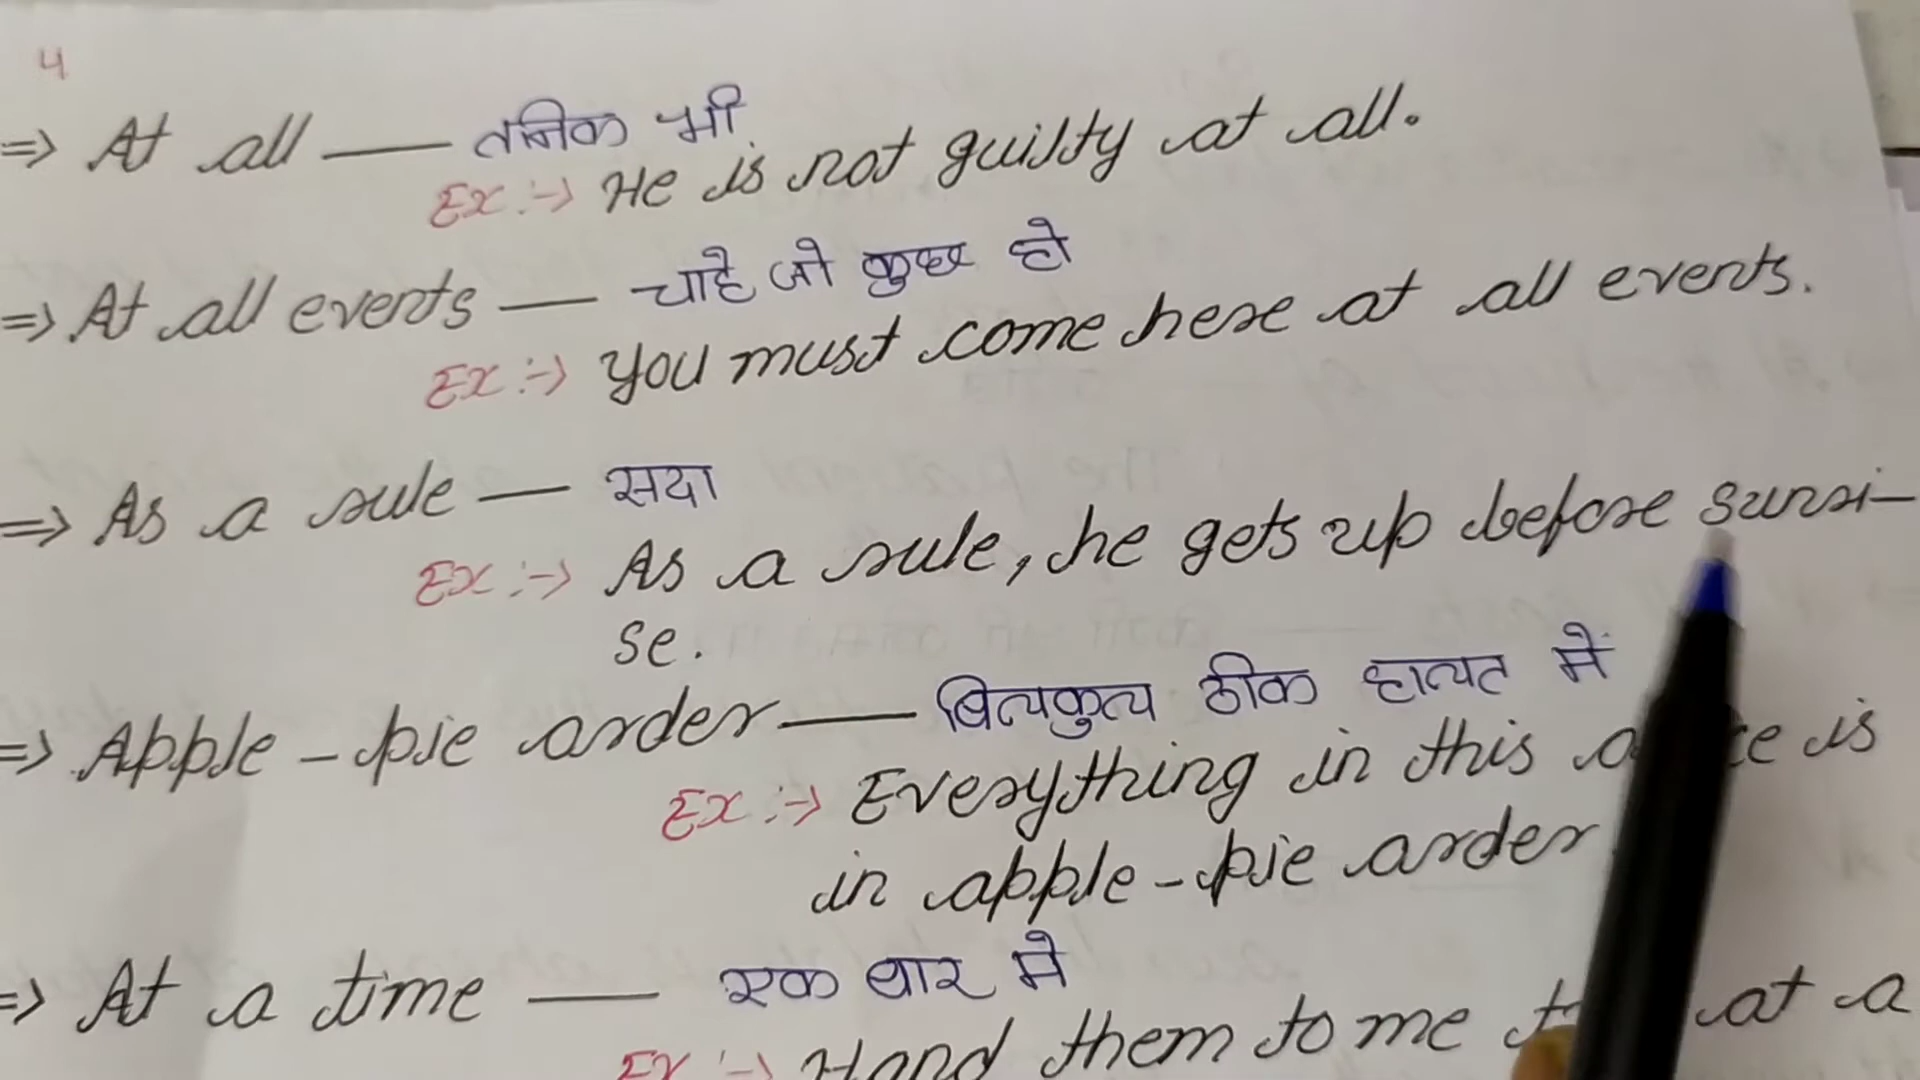 4
⇒ At all — तनिक भी
Ex :→ He is not guilty at all.
⇒ At all events — चाहे जो कुछ हो
Ex :→ You must come here at all events.
⇒ As a rule — सदा
Ex :→ As a rule, he gets up before sunri-
se.
⇒ Apple-pie order — बिल्कुल ठीक हालत में
Ex :→ Everything in this is
in apple-pie order
⇒ At a time — एक बार मे
Ex :→ Hand them to me at a